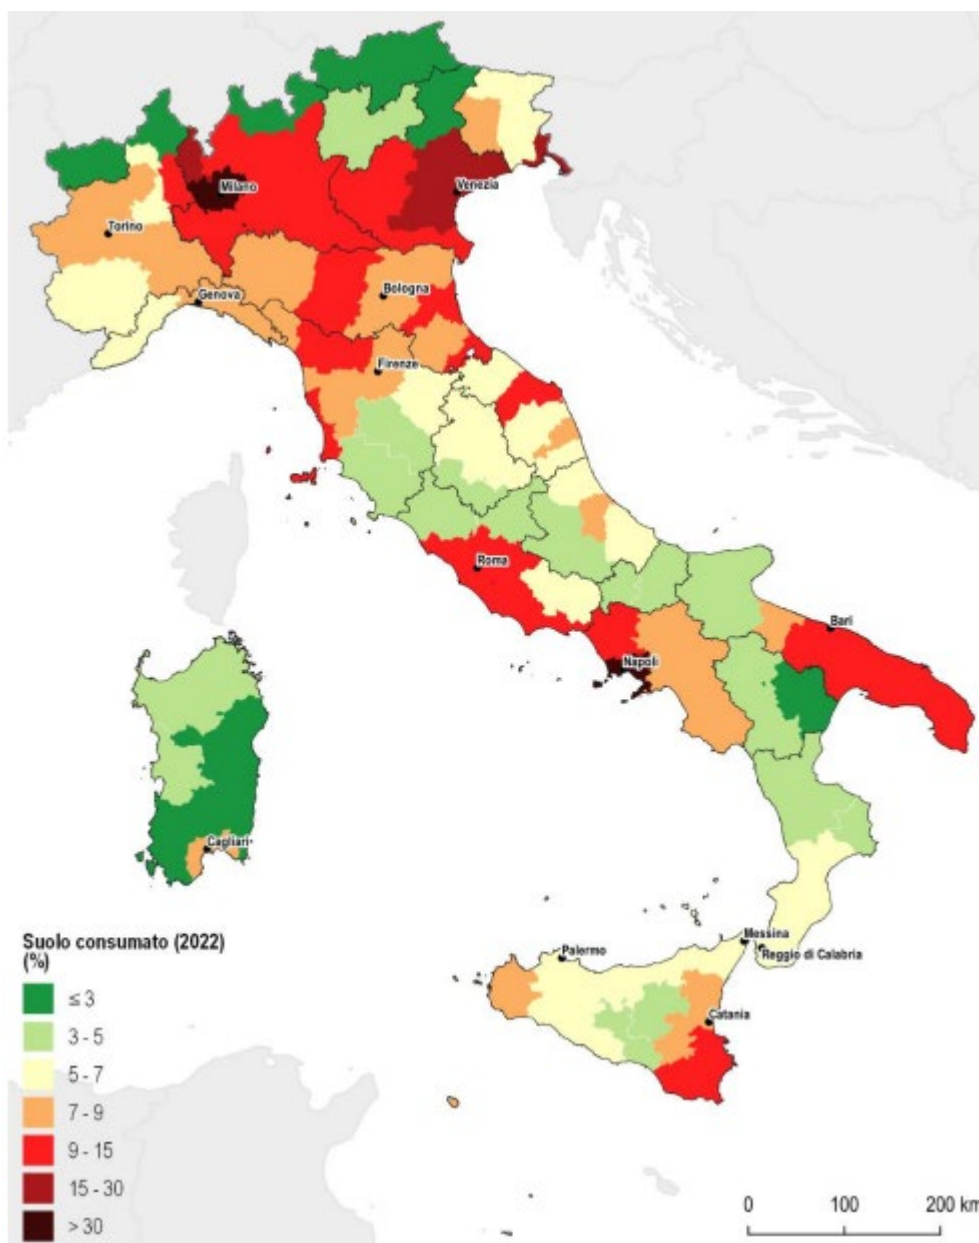 Milano
Venezia
Torino
Genova
Bologna
Firenze
Roma
Bari
Napoli
Cagliari
Suolo consumato (2022)
(%)
≤ 3
3 - 5
5 - 7
7 - 9
9 - 15
15 - 30
> 30
Messina
Palermo
Reggio di Calabria
Catania
0 100 200 km